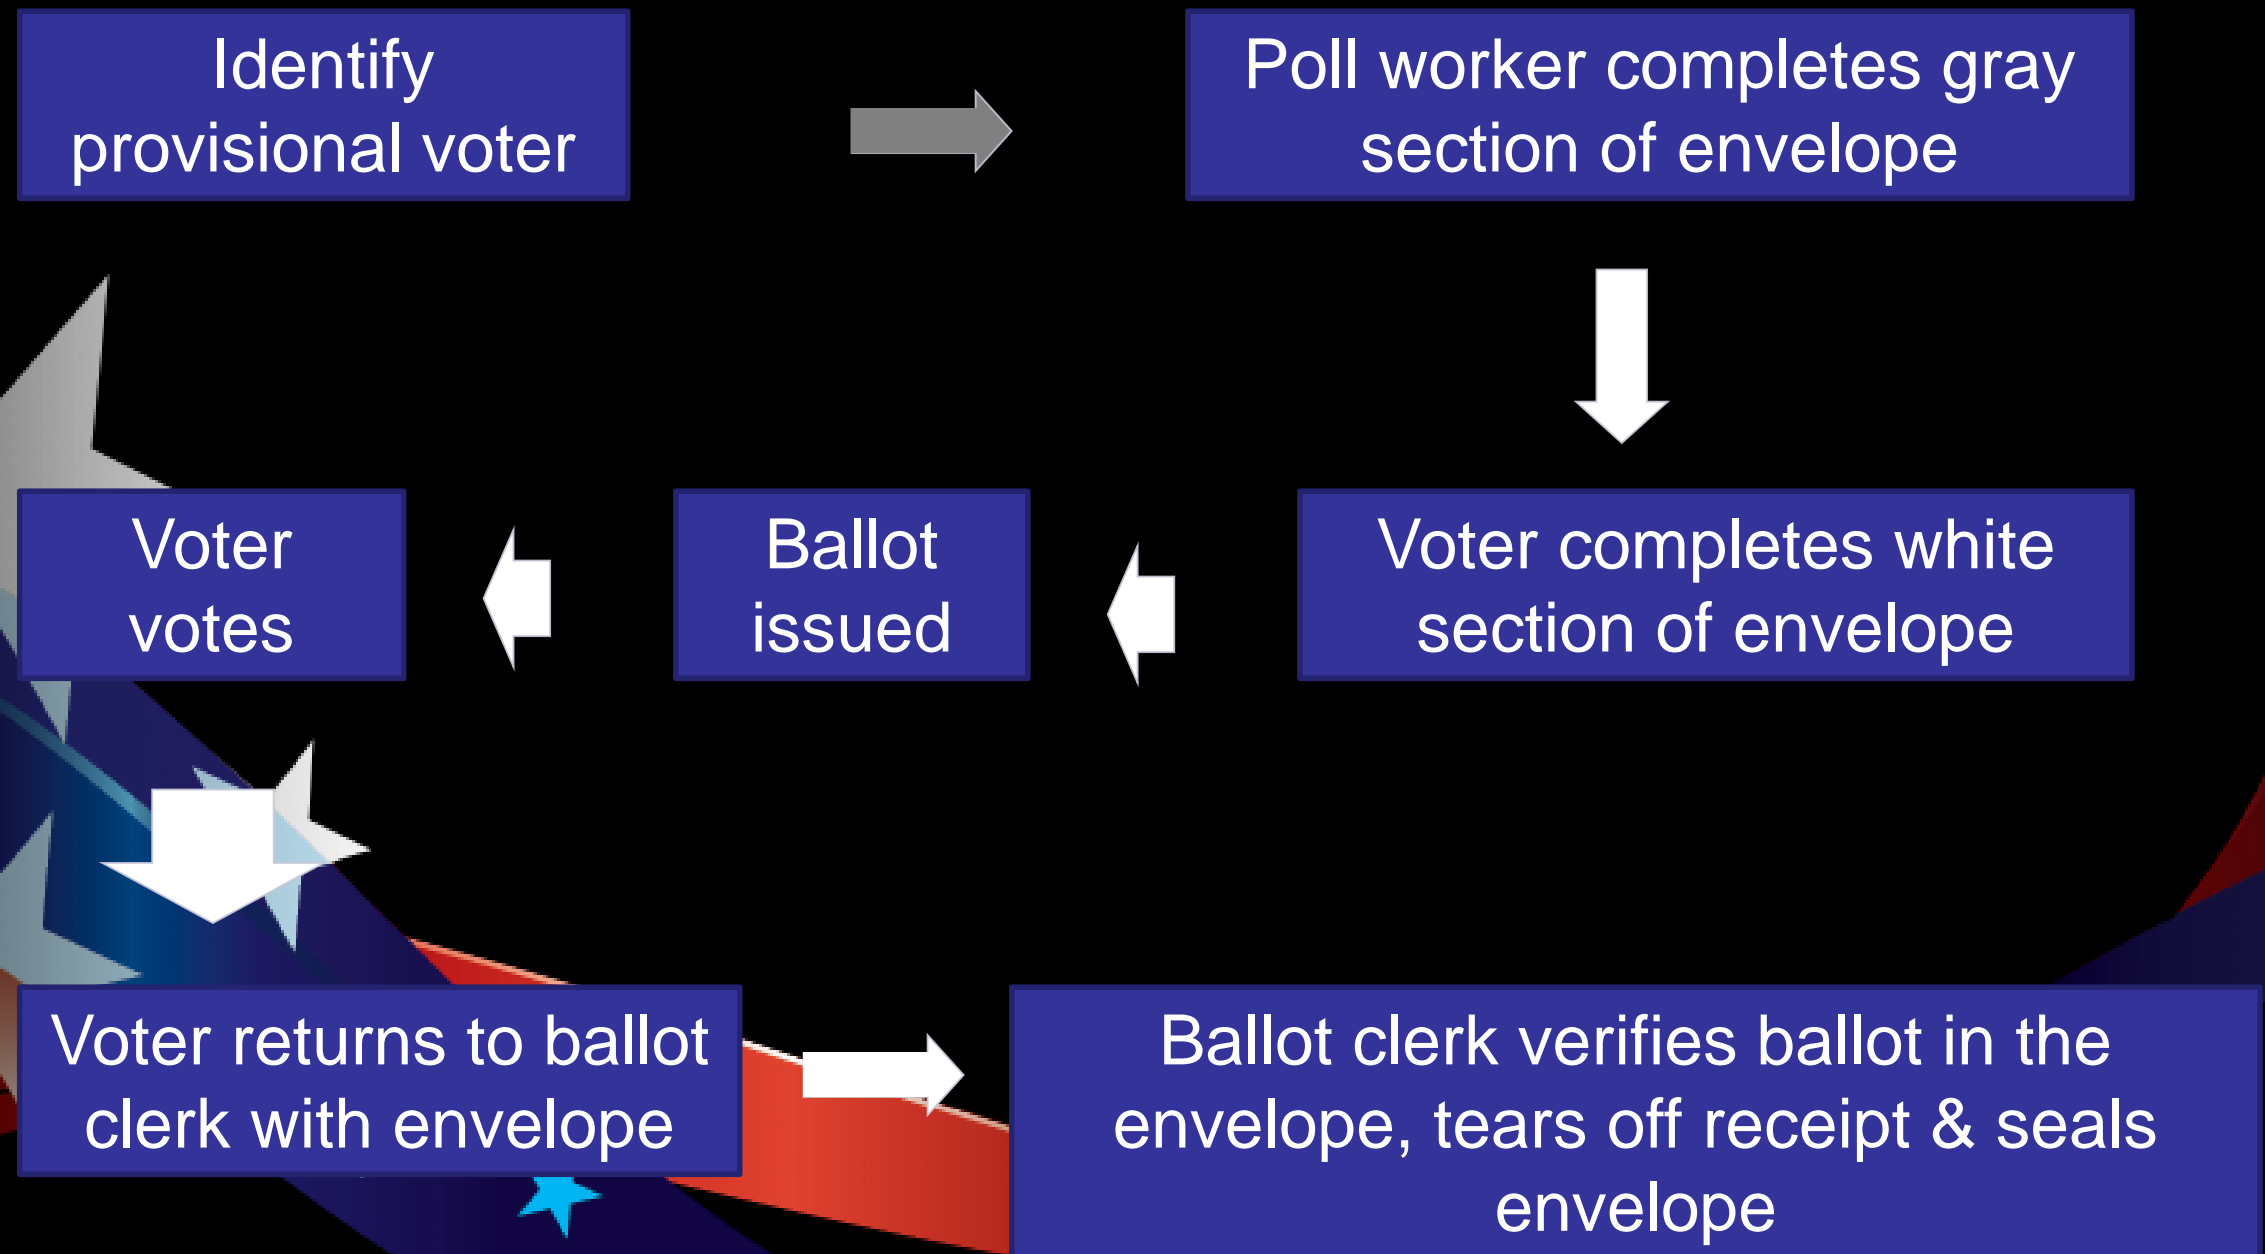 Identify
provisional voter
Poll worker completes gray
section of envelope
Voter
votes
Ballot
issued
Voter completes white
section of envelope
Voter returns to ballot
clerk with envelope
Ballot clerk verifies ballot in the
envelope, tears off receipt & seals
envelope